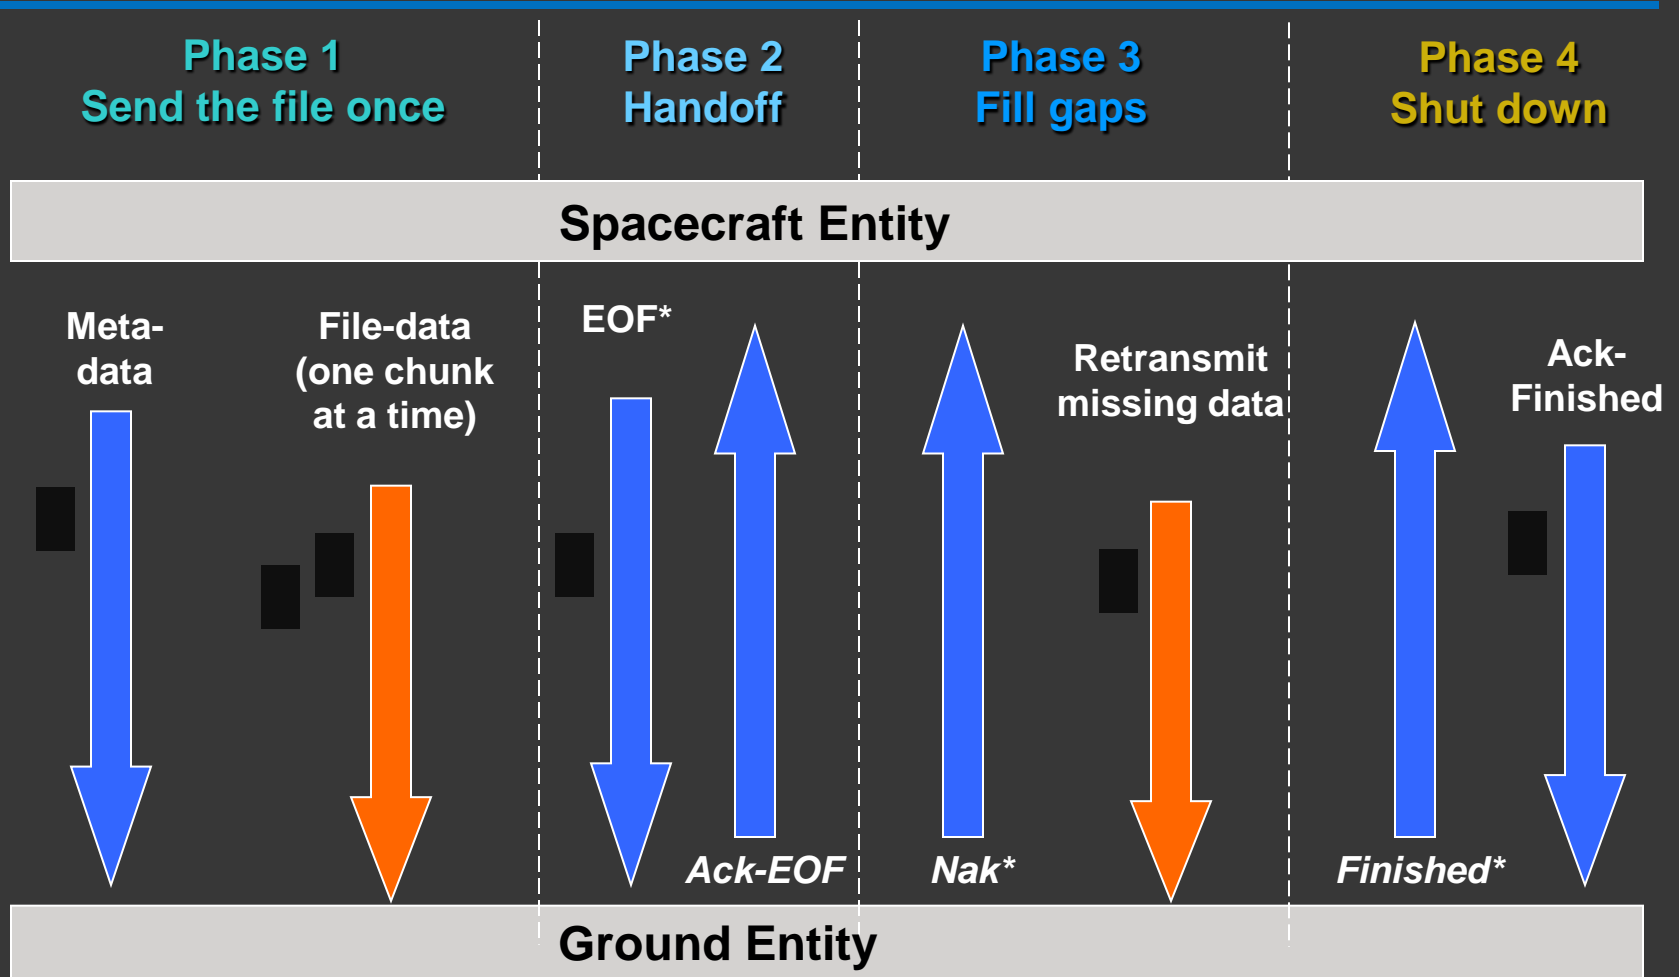 Phase 1
Send the file once
Phase 2
Handoff
Phase 3
Fill gaps
Phase 4
Shut down
Spacecraft Entity
Meta-
data
File-data
(one chunk
at a time)
EOF*
Ack-EOF
Nak*
Retransmit
missing data
Finished*
Ack-
Finished
Ground Entity